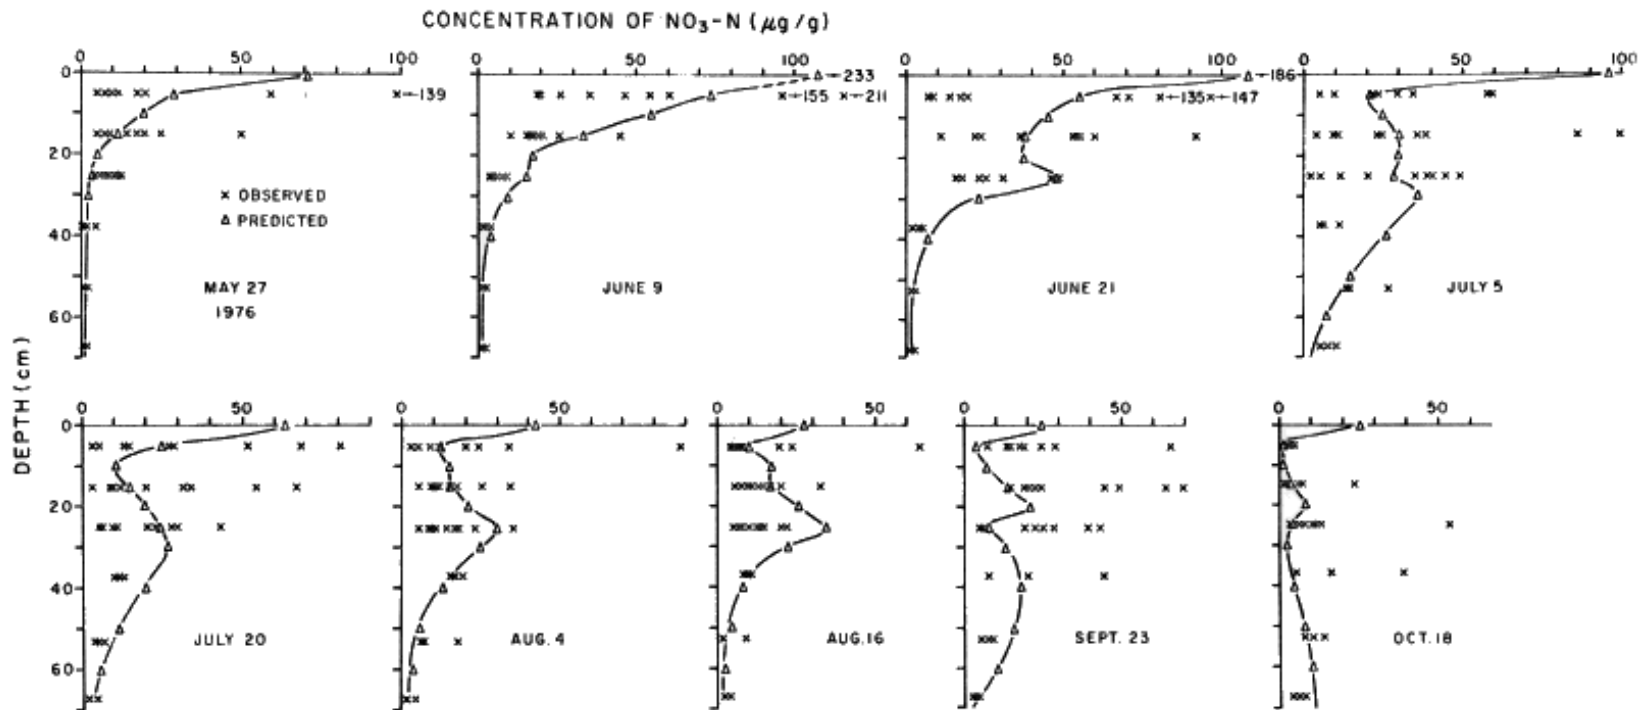 CONCENTRATION OF NO₃-N (µg/g)
0 50 100 0 50 100 0 50 100 0 50 100
0
20
40
60
←139
←233
←155 ←211
←186
←135 ←147
× OBSERVED
△ PREDICTED
MAY 27
1976
JUNE 9
JUNE 21
JULY 5
DEPTH (cm)
0 50 0 50 0 50 0 50 0 50
0
20
40
60
JULY 20
AUG. 4
AUG. 16
SEPT. 23
OCT. 18